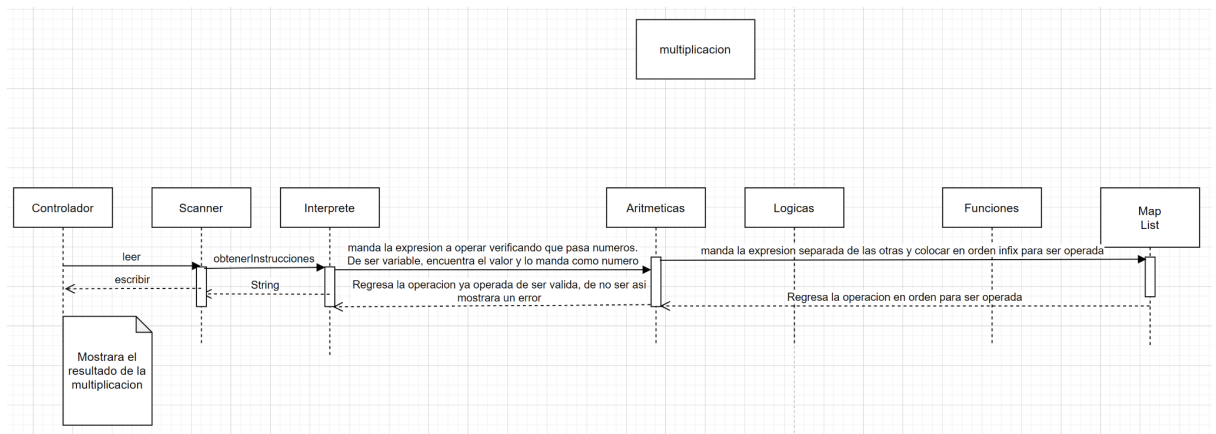 multiplicacion
Controlador
Scanner
Interprete
Aritmeticas
Logicas
Funciones
Map
List
leer
obtenerInstrucciones
manda la expresion a operar verificando que pasa numeros.
De ser variable, encuentra el valor y lo manda como numero
manda la expresion separada de las otras y colocar en orden infix para ser operada
escribir
String
Regresa la operacion ya operada de ser valida, de no ser asi
mostrara un error
Regresa la operacion en orden para ser operada
Mostrara el
resultado de la
multiplicacion